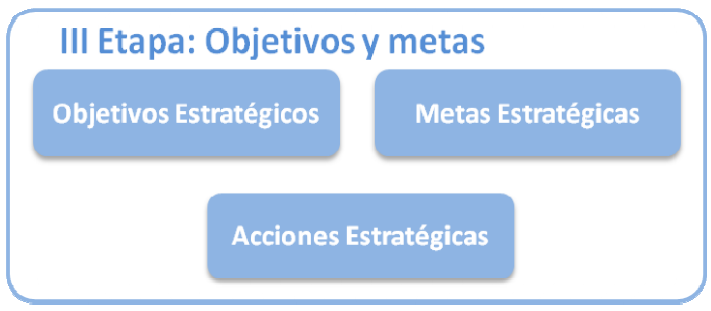 III Etapa: Objetivos y metas
Objetivos Estratégicos
Metas Estratégicas
Acciones Estratégicas